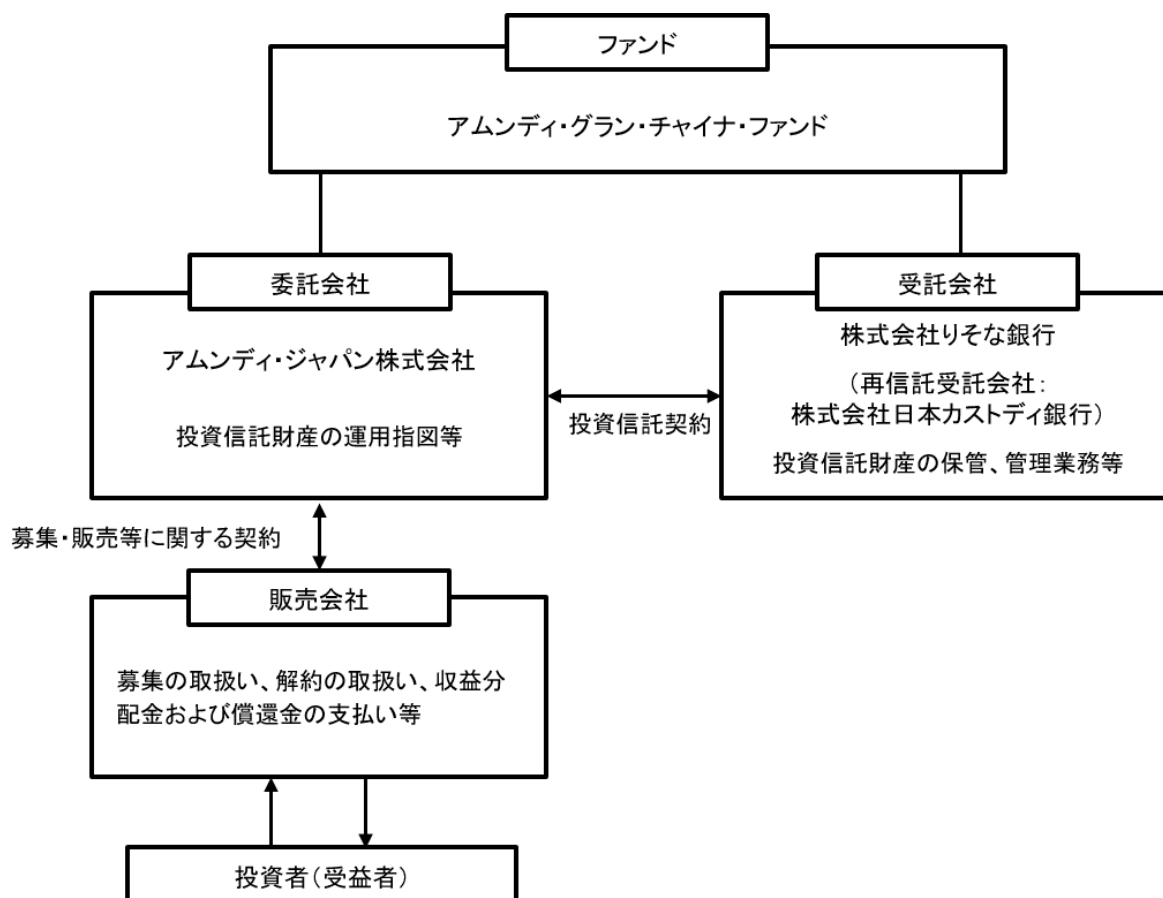 ファンド
アムンディ・グラン・チャイナ・ファンド
委託会社
アムンディ・ジャパン株式会社
投資信託財産の運用指図等
投資信託契約
受託会社
株式会社りそな銀行
（再信託受託会社：
株式会社日本カストディ銀行）
投資信託財産の保管、管理業務等
募集・販売等に関する契約
販売会社
募集の取扱い、解約の取扱い、収益分
配金および償還金の支払い等
投資者（受益者）